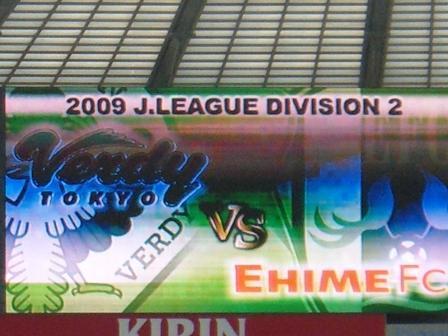 2009 J.LEAGUE DIVISION 2
Verdy
TOKYO
VERDY
VS
EHIME FC
KIRIN